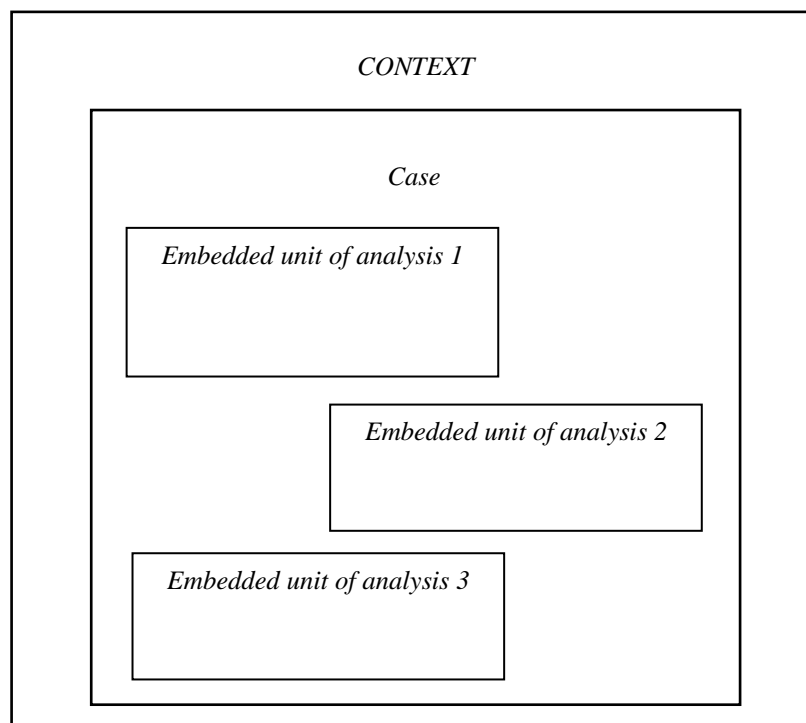 CONTEXT
Case
Embedded unit of analysis 1
Embedded unit of analysis 2
Embedded unit of analysis 3